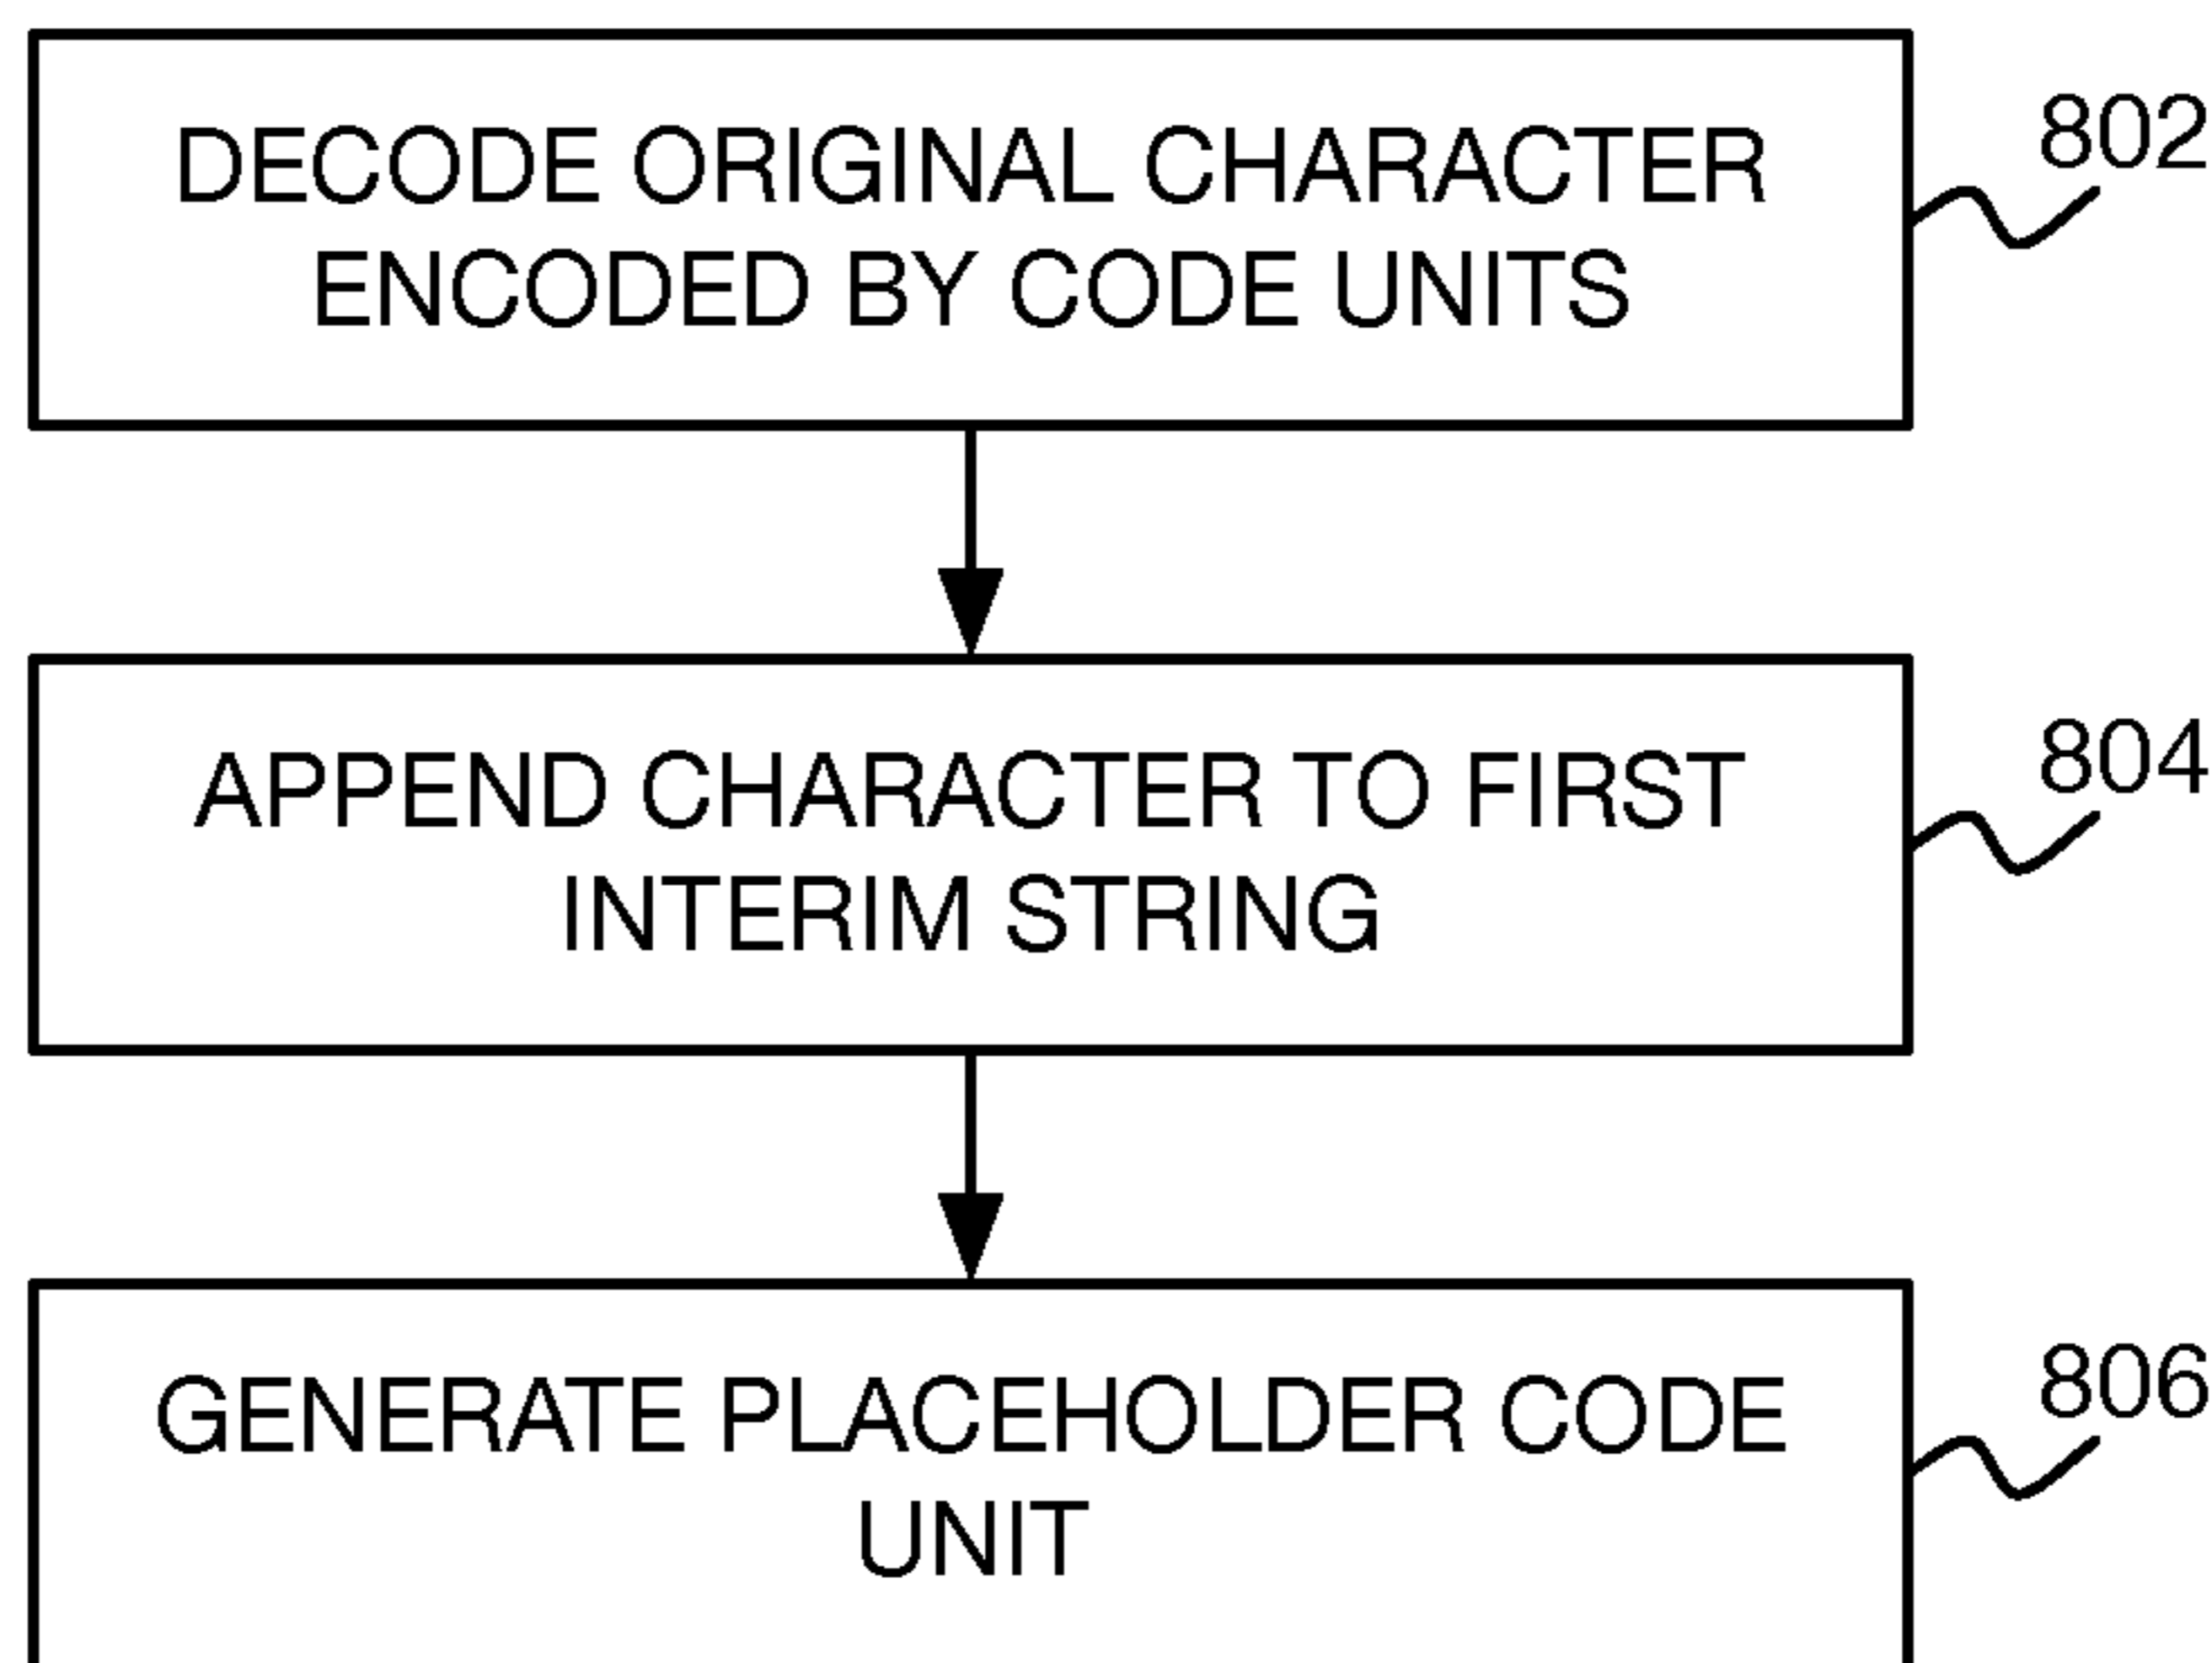 DECODE ORIGINAL CHARACTER
ENCODED BY CODE UNITS
802
APPEND CHARACTER TO FIRST
INTERIM STRING
804
GENERATE PLACEHOLDER CODE
UNIT
806